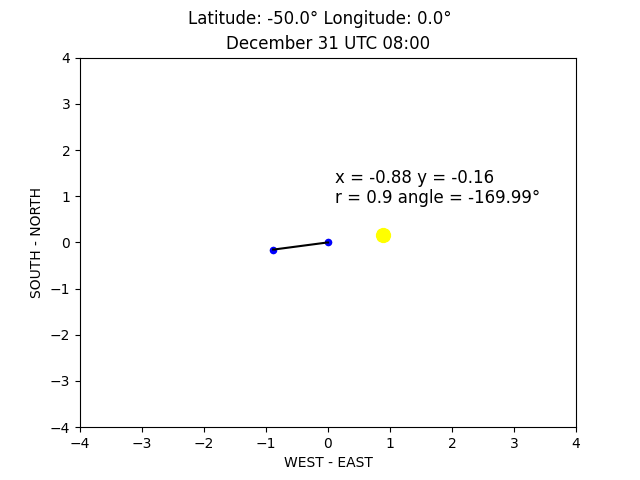 Latitude: -50.0° Longitude: 0.0°
December 31 UTC 08:00
4
3
2
1
0
−1
−2
−3
−4
SOUTH - NORTH
x = -0.88 y = -0.16
r = 0.9 angle = -169.99°
−4 −3 −2 −1 0 1 2 3 4
WEST - EAST